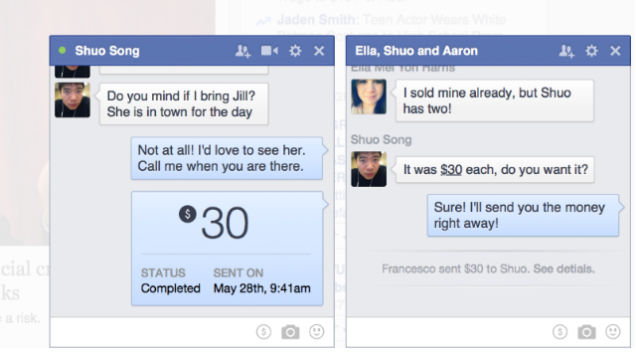 Jaden Smith: Teen Actor Wears White
Shuo Song
Do you mind if I bring Jill?
She is in town for the day
Not at all! I'd love to see her.
Call me when you are there.
$ 30
STATUS SENT ON
Completed May 28th, 9:41am
Ella, Shuo and Aaron
Ella Mei Yon Harris
I sold mine already, but Shuo
has two!
Shuo Song
It was $30 each, do you want it?
Sure! I'll send you the money
right away!
Francesco sent $30 to Shuo. See detials.
cial
ks
a risk.